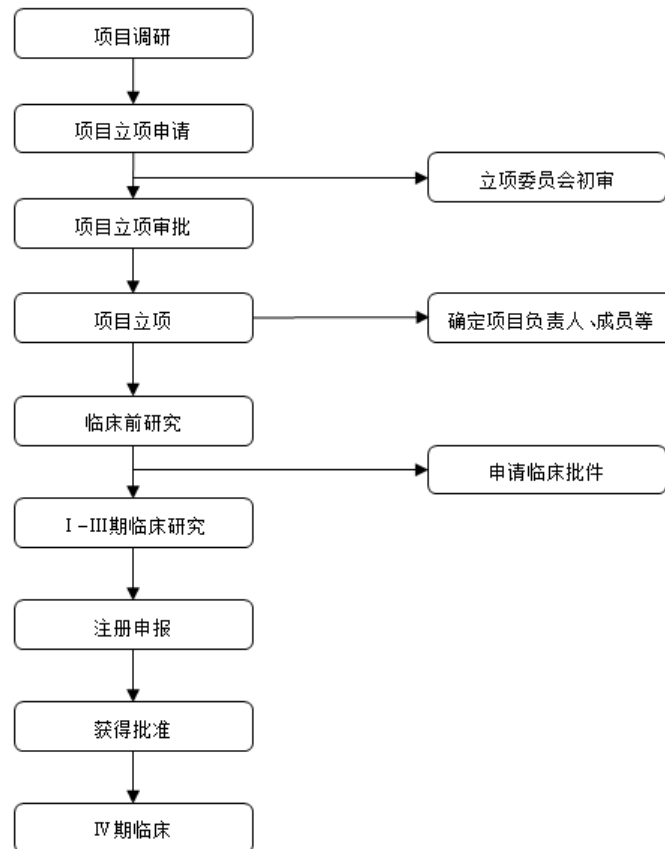 项目调研
项目立项申请
立项委员会初审
项目立项审批
项目立项
确定项目负责人、成员等
临床前研究
申请临床批件
I-III期临床研究
注册申报
获得批准
IV期临床